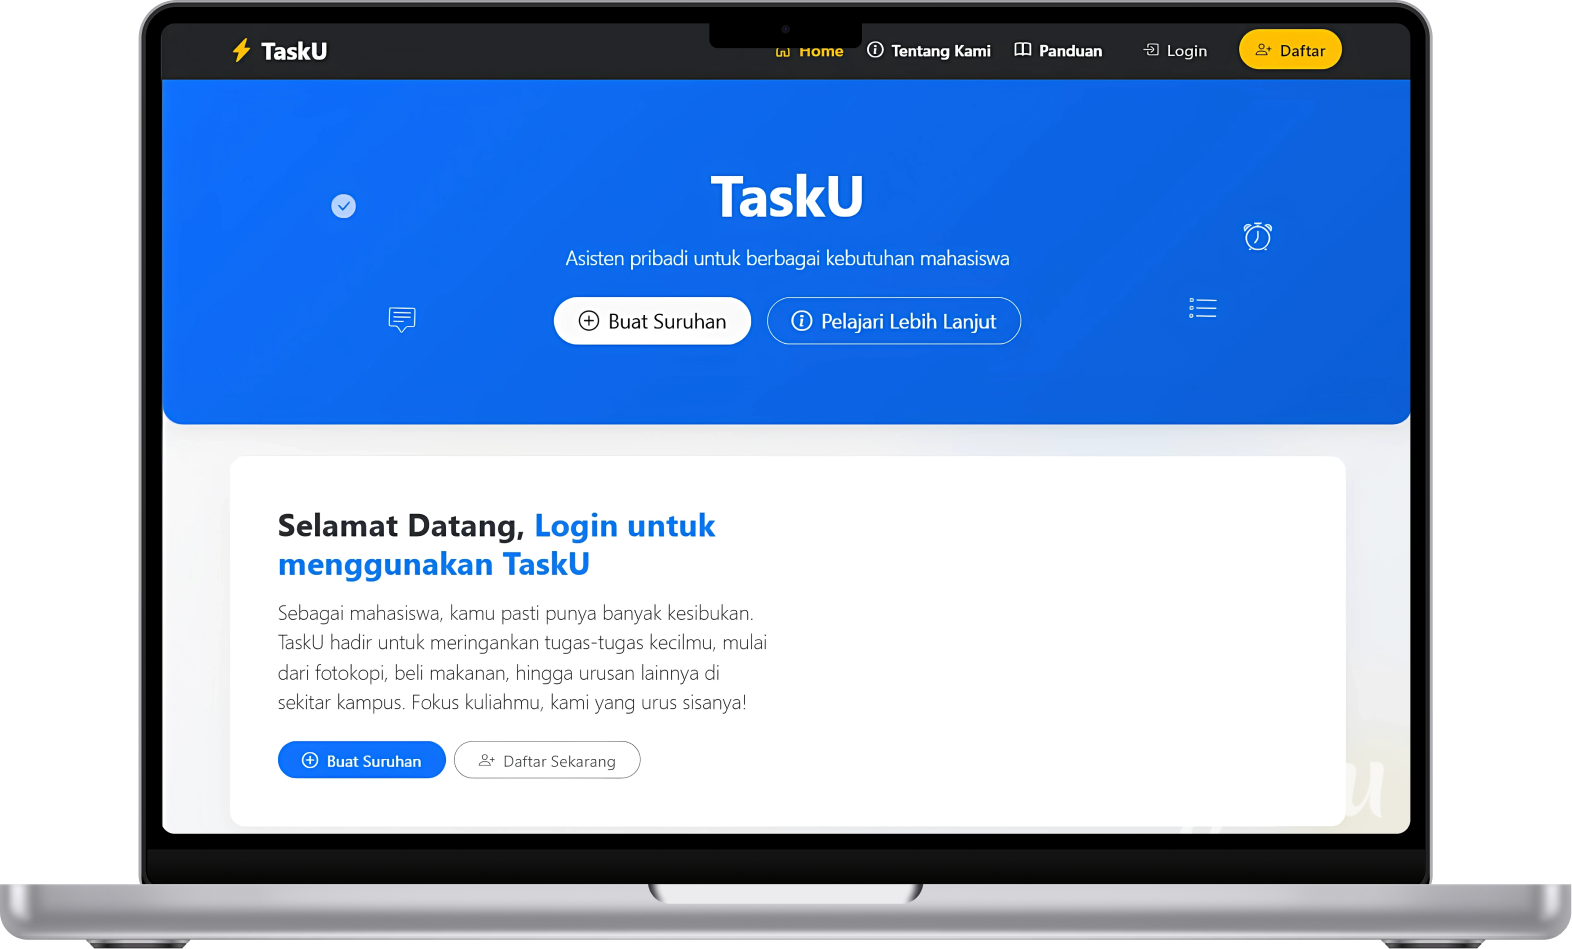 TaskU
Home Tentang Kami Panduan Login Daftar
TaskU
Asisten pribadi untuk berbagai kebutuhan mahasiswa
Buat Suruhan Pelajari Lebih Lanjut
Selamat Datang, Login untuk
menggunakan TaskU
Sebagai mahasiswa, kamu pasti punya banyak kesibukan.
TaskU hadir untuk meringankan tugas-tugas kecilmu, mulai
dari fotokopi, beli makanan, hingga urusan lainnya di
sekitar kampus. Fokus kuliahmu, kami yang urus sisanya!
Buat Suruhan Daftar Sekarang